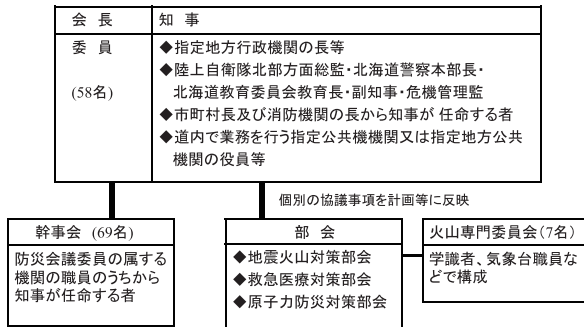 会 長
知 事
委 員
(58名)
◆指定地方行政機関の長等
◆陸上自衛隊北部方面総監・北海道警察本部長・
北海道教育委員会教育長・副知事・危機管理監
◆市町村長及び消防機関の長から知事が 任命する者
◆道内で業務を行う指定公共機機関又は指定地方公共
機関の役員等
個別の協議事項を計画等に反映
幹事会 (69名)
防災会議委員の属する
機関の職員のうちから
知事が任命する者
部 会
◆地震火山対策部会
◆救急医療対策部会
◆原子力防災対策部会
火山専門委員会(7名)
学識者、気象台職員な
どで構成